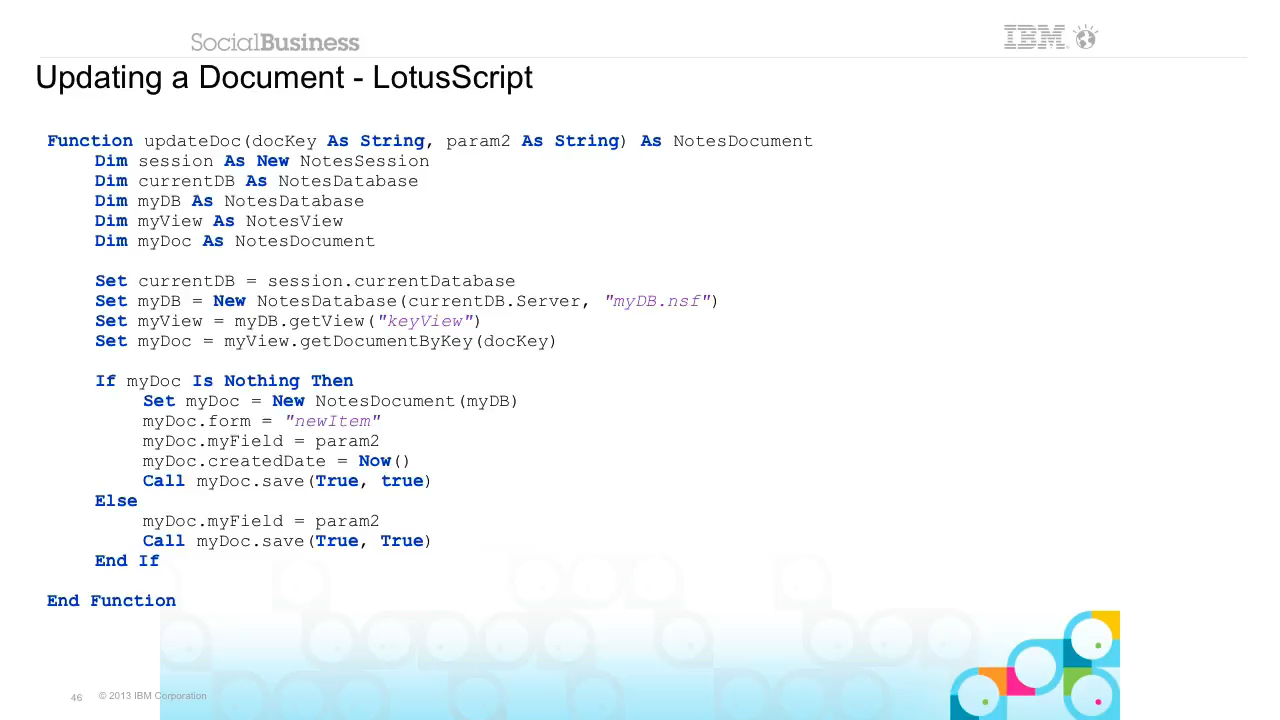 SocialBusiness
IBM
Updating a Document - LotusScript
Function updateDoc(docKey As String, param2 As String) As NotesDocument
Dim session As New NotesSession
Dim currentDB As NotesDatabase
Dim myDB As NotesDatabase
Dim myView As NotesView
Dim myDoc As NotesDocument
Set currentDB = session.currentDatabase
Set myDB = New NotesDatabase(currentDB.Server, "myDB.nsf")
Set myView = myDB.getView("keyView")
Set myDoc = myView.getDocumentByKey(docKey)
If myDoc Is Nothing Then
Set myDoc = New NotesDocument(myDB)
myDoc.form = "newItem"
myDoc.myField = param2
myDoc.createdDate = Now()
Call myDoc.save(True, true)
Else
myDoc.myField = param2
Call myDoc.save(True, True)
End If
End Function
46 © 2013 IBM Corporation